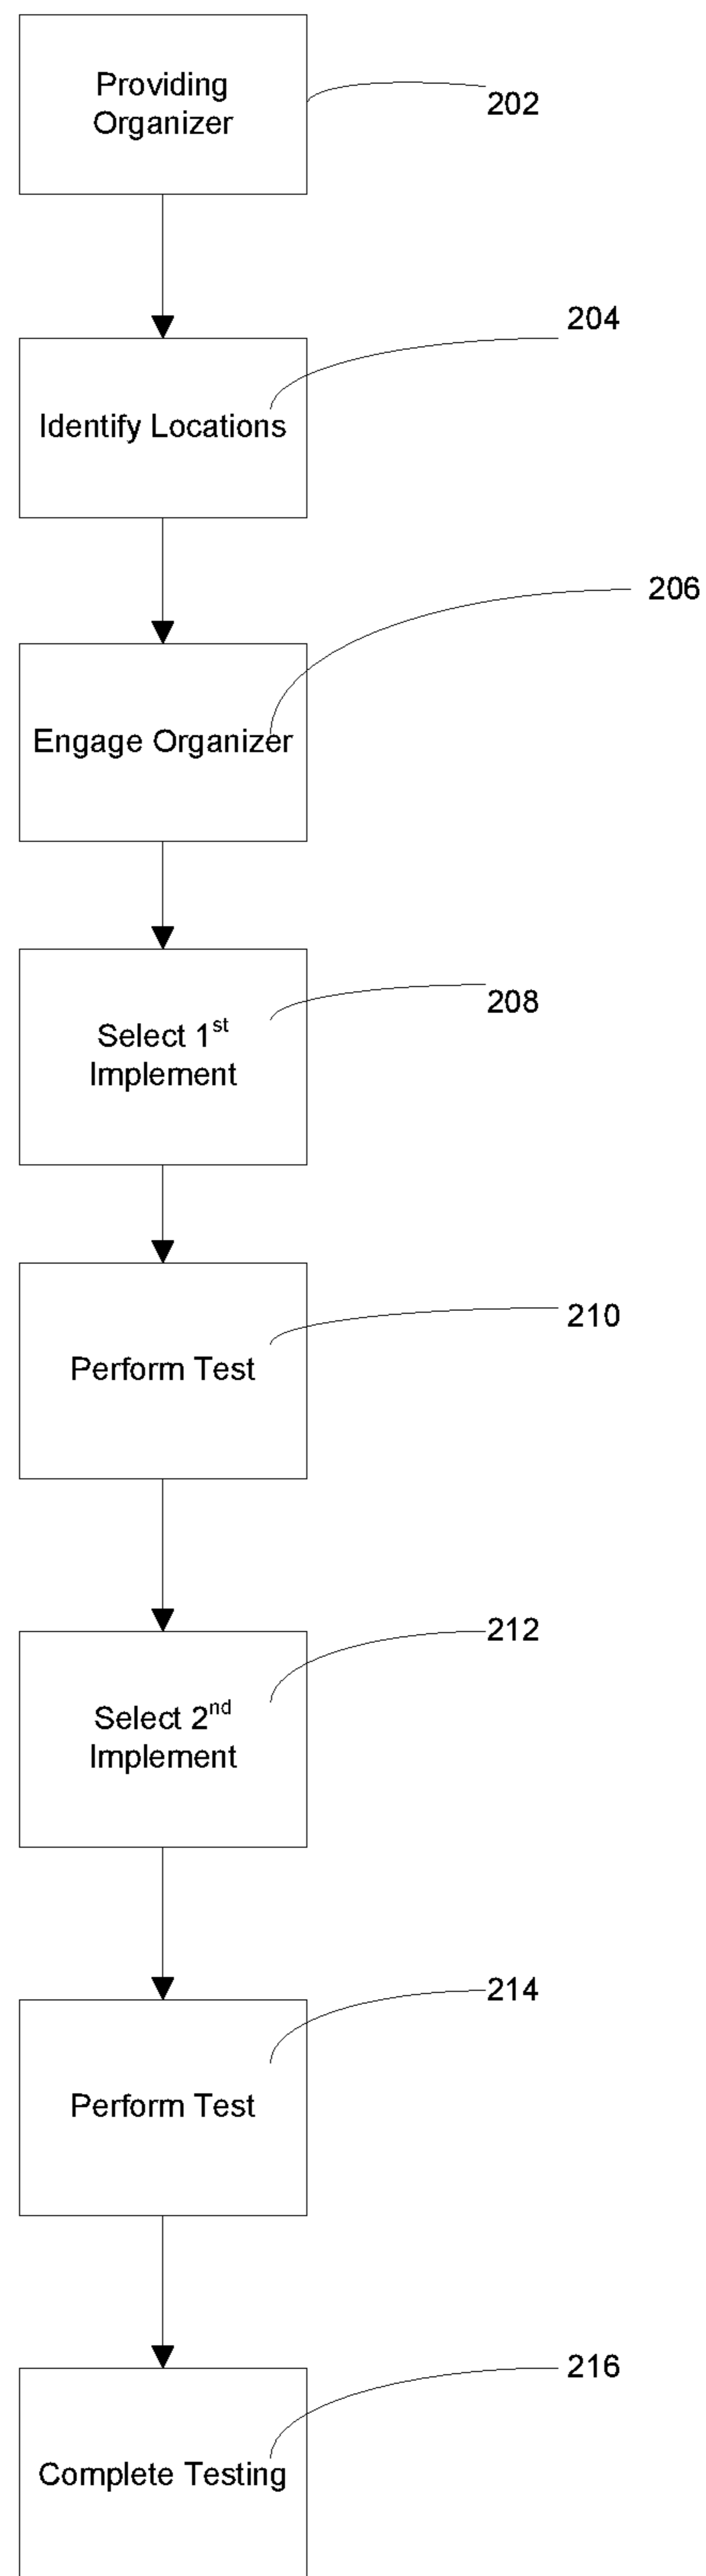 Providing
Organizer
202
204
Identify Locations
206
Engage Organizer
208
Select 1st
Implement
210
Perform Test
212
Select 2nd
Implement
214
Perform Test
216
Complete Testing